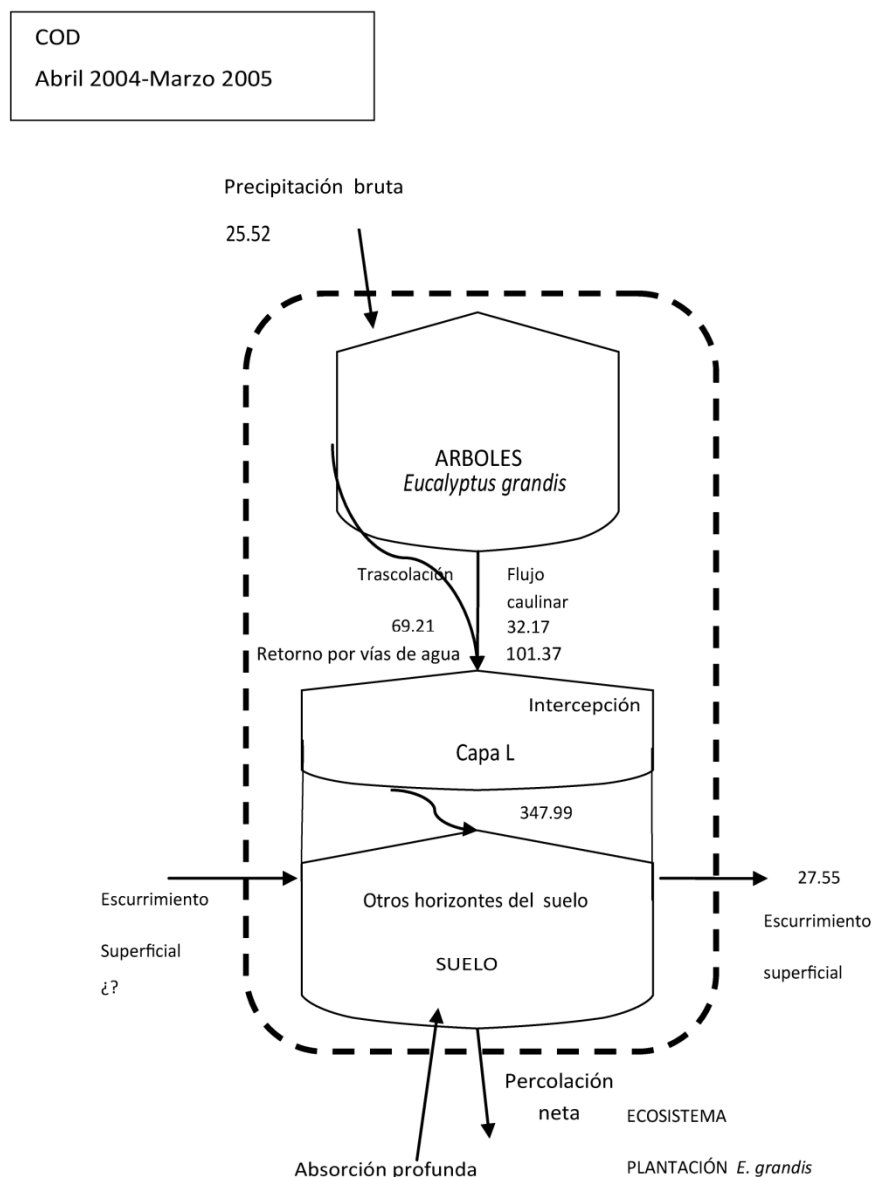 COD
Abril 2004-Marzo 2005
Precipitación bruta
25.52
ARBOLES
Eucalyptus grandis
Trascolación
Flujo
caulinar
69.21
32.17
Retorno por vías de agua
101.37
Intercepción
Capa L
347.99
Escurrimiento
Superficial
¿?
Otros horizontes del suelo
SUELO
27.55
Escurrimiento
superficial
Percolación
neta
Absorción profunda
ECOSISTEMA
PLANTACIÓN E. grandis